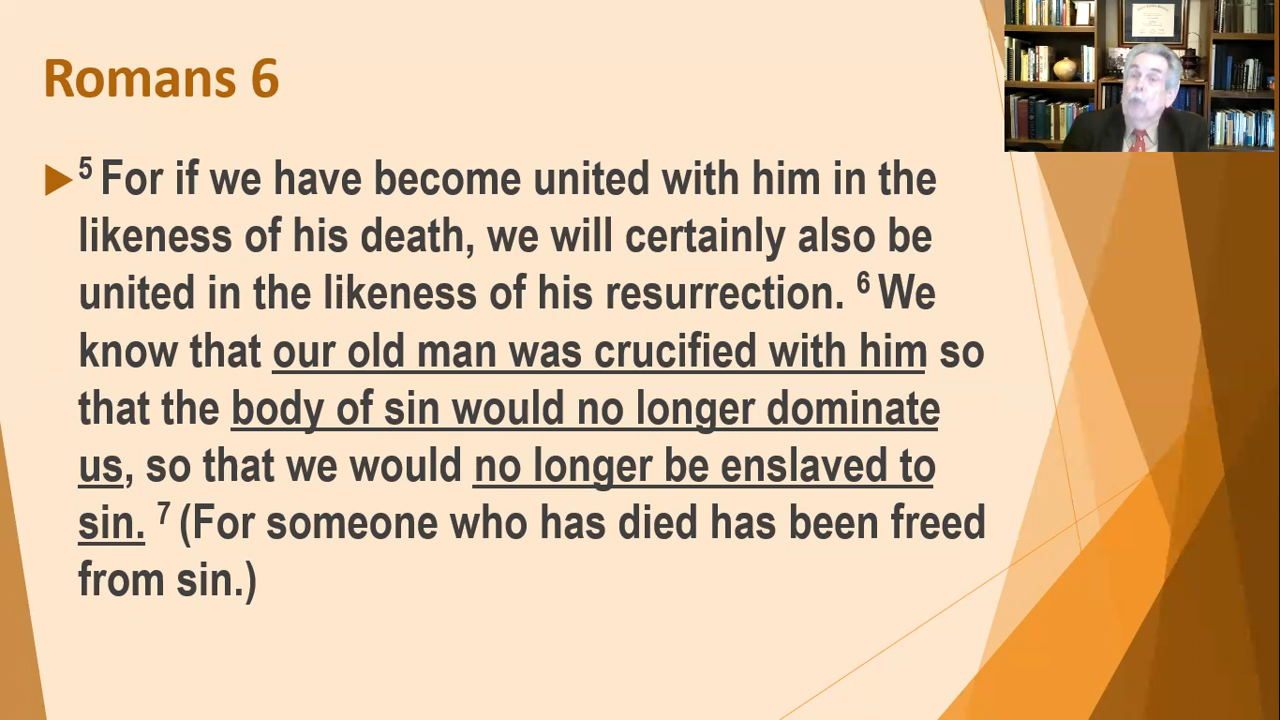 Romans 6
⁵ For if we have become united with him in the
likeness of his death, we will certainly also be
united in the likeness of his resurrection. ⁶ We
know that our old man was crucified with him so
that the body of sin would no longer dominate
us, so that we would no longer be enslaved to
sin. ⁷ (For someone who has died has been freed
from sin.)